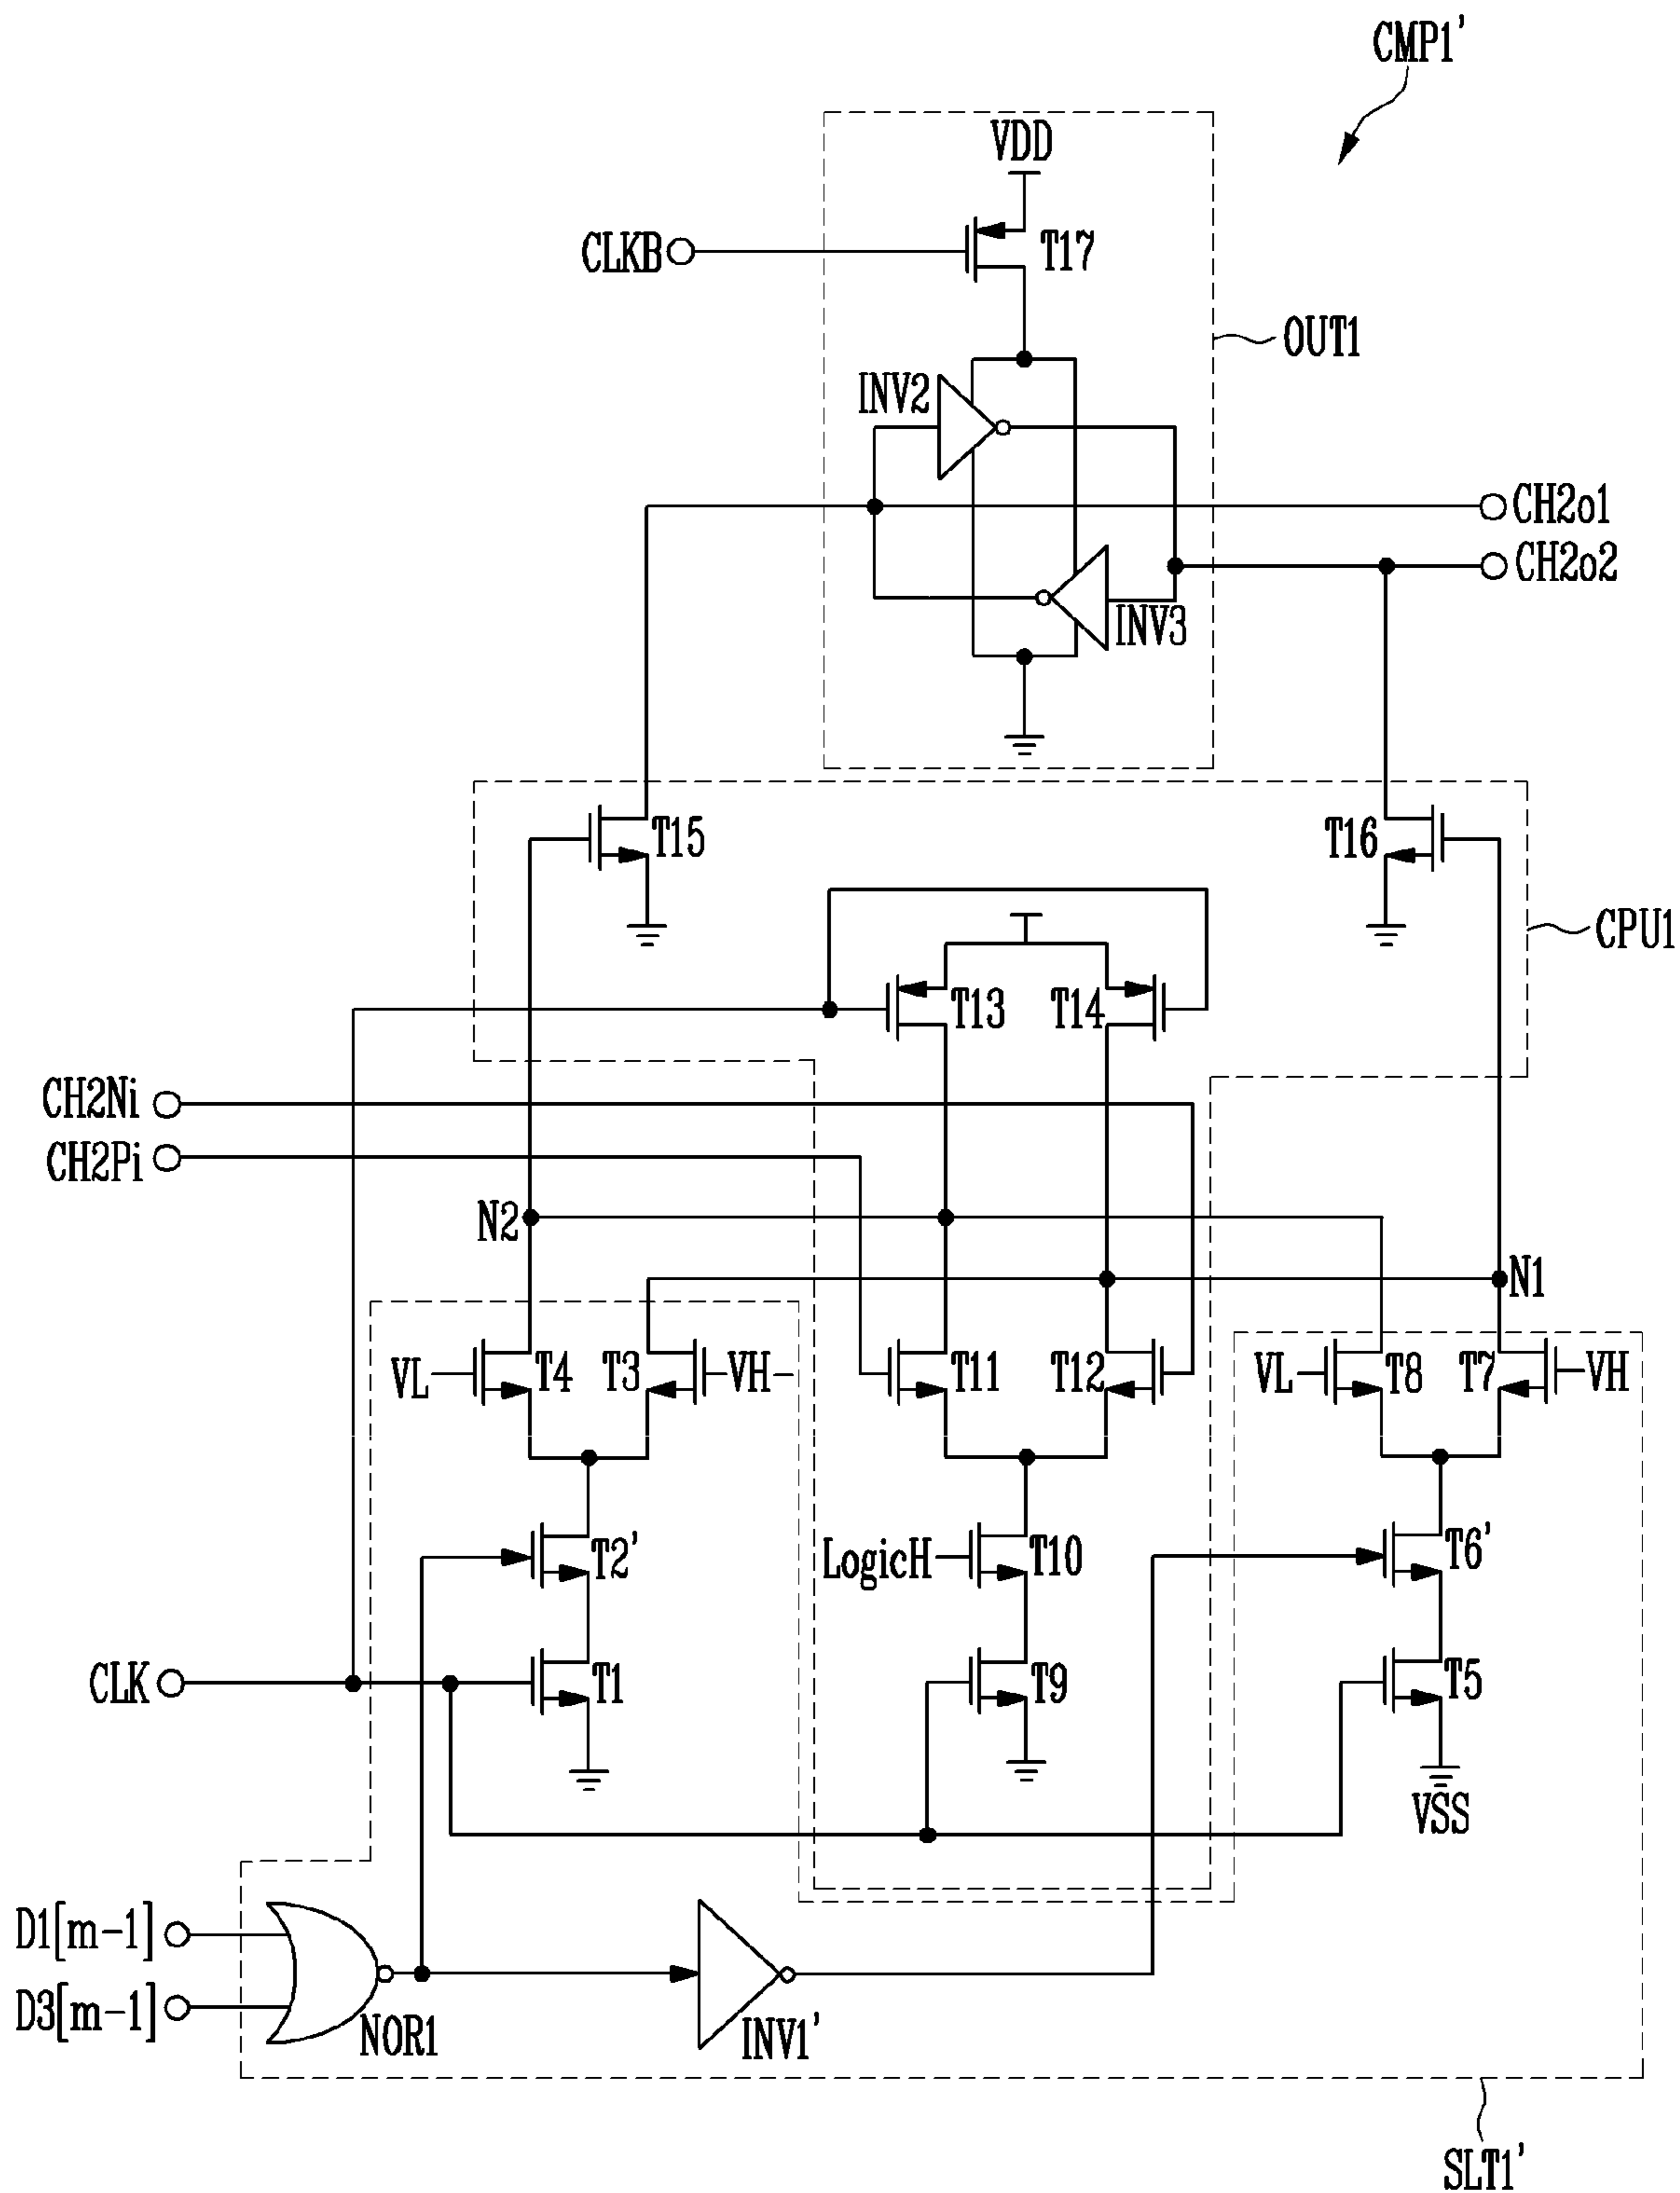 CMP1'
VDD
CLKB
T17
OUT1
INV2
CH2o1
CH2o2
INV3
T15
T16
CPU1
T13
T14
CH2Ni
CH2Pi
N2
N1
VL
T4
T3
VH
T11
T12
VL
T8
T7
VH
T2'
LogicH
T10
T6'
CLK
T1
T9
T5
VSS
D1[m-1]
D3[m-1]
NOR1
INV1'
SLT1'